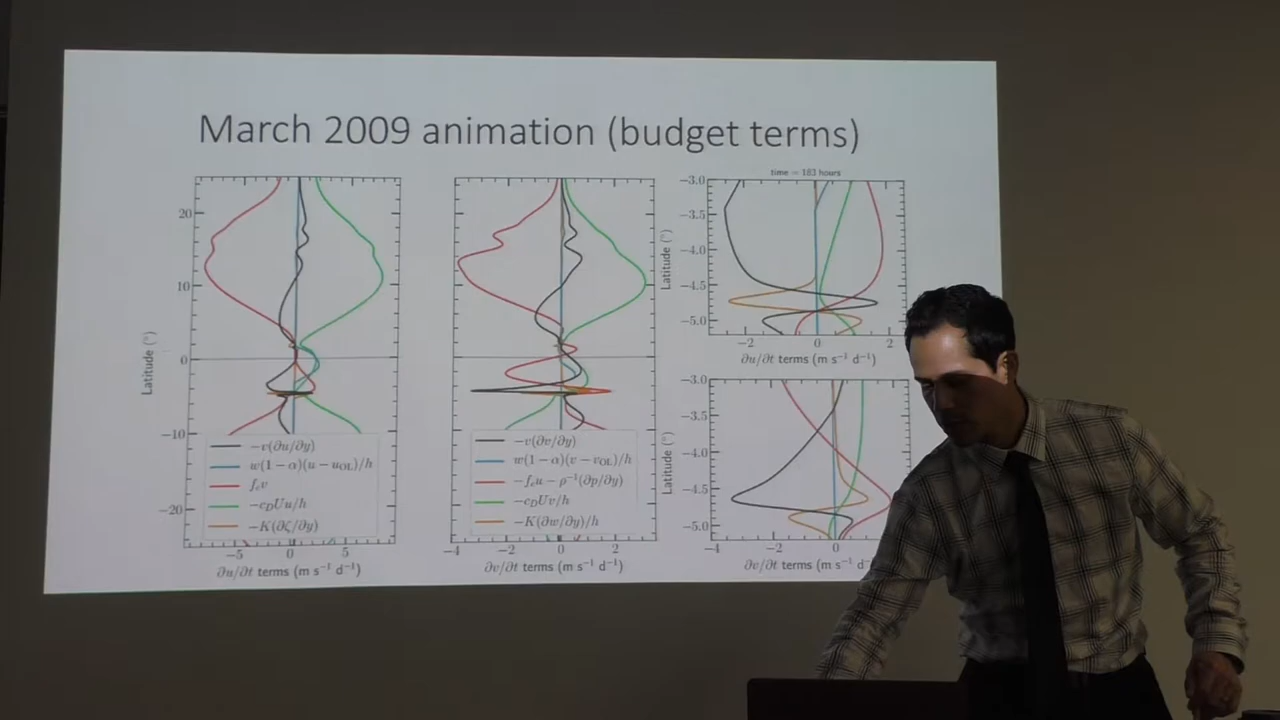 March 2009 animation (budget terms)
20
10
0
−10
−20
Latitude (°)
−v(∂u/∂y)
w(1−α)(u−u_OL)/h
f_c v
−c_D Uu/h
−K(∂ζ/∂y)
−5 0 5
∂u/∂t terms (m s⁻¹ d⁻¹)
−v(∂v/∂y)
w(1−α)(v−v_OL)/h
−f_c u − ρ⁻¹(∂p/∂y)
−c_D Uv/h
−K(∂w/∂y)/h
−4 −2 0 2
∂v/∂t terms (m s⁻¹ d⁻¹)
time = 183 hours
−3.0
−3.5
−4.0
−4.5
−5.0
Latitude (°)
−2 0 2
∂u/∂t terms (m s⁻¹ d⁻¹)
−3.0
−3.5
−4.0
−4.5
−5.0
Latitude (°)
−4 −2 0
∂v/∂t terms (m s⁻¹ d⁻